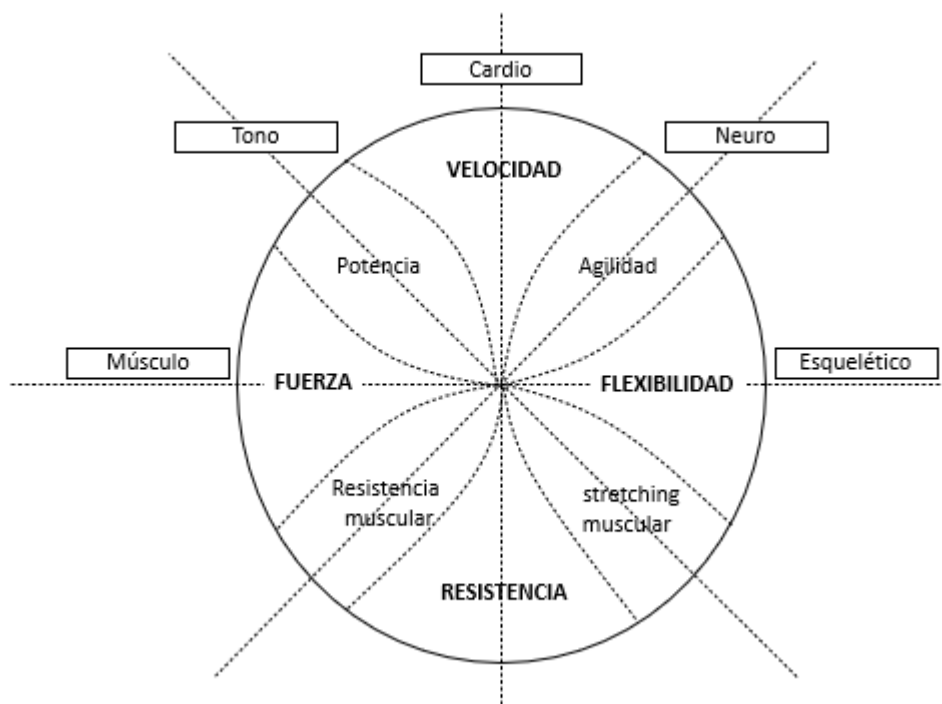 Cardio
Tono
Neuro
VELOCIDAD
Potencia
Agilidad
Músculo
Esquelético
FUERZA
FLEXIBILIDAD
Resistencia
muscular
stretching
muscular
RESISTENCIA